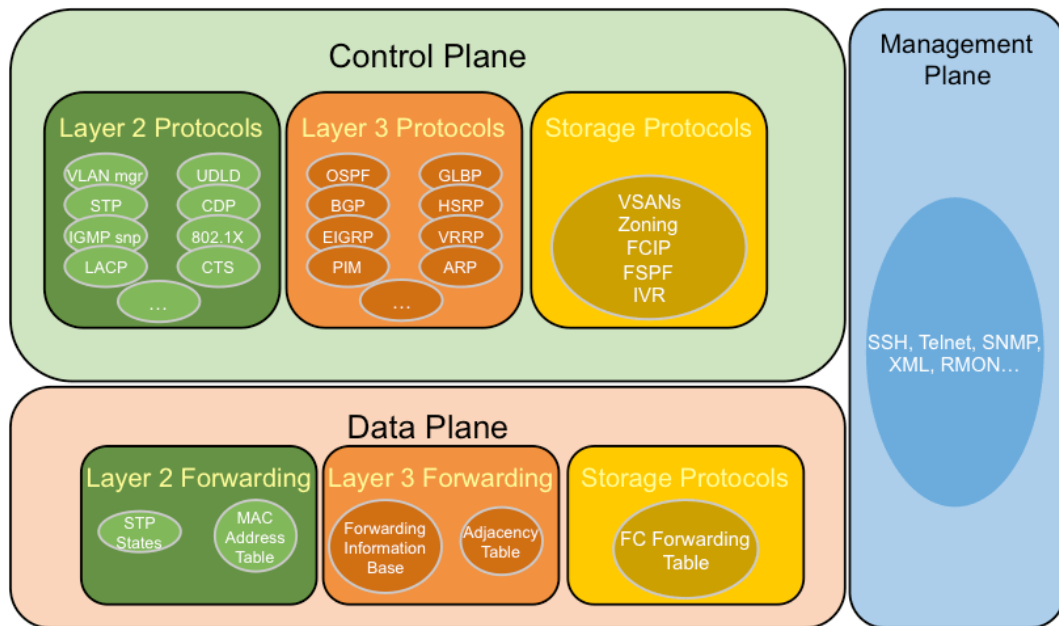 Control Plane
Layer 2 Protocols
VLAN mgr
STP
IGMP snp
LACP
UDLD
CDP
802.1X
CTS
…
Layer 3 Protocols
OSPF
BGP
EIGRP
PIM
GLBP
HSRP
VRRP
ARP
…
Storage Protocols
VSANs
Zoning
FCIP
FSPF
IVR
Data Plane
Layer 2 Forwarding
STP
States
MAC
Address
Table
Layer 3 Forwarding
Forwarding
Information
Base
Adjacency
Table
Storage Protocols
FC Forwarding
Table
Management
Plane
SSH, Telnet, SNMP,
XML, RMON…